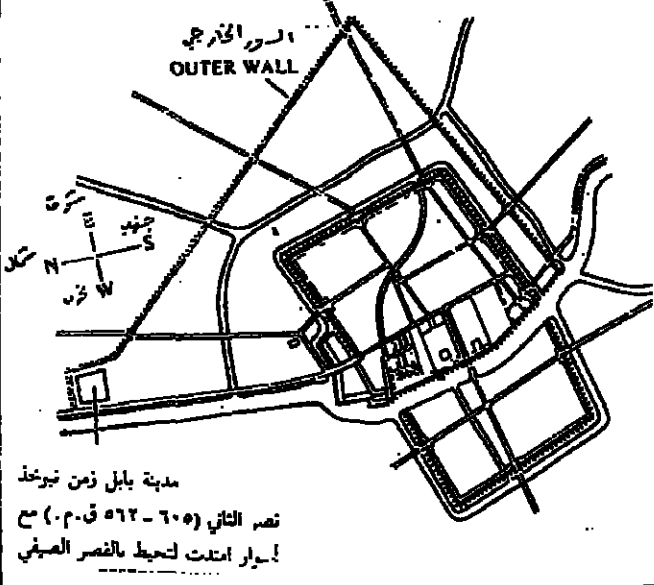 السور الخارجي
OUTER WALL
شرق
E
جنوب
S
شمال
N
غرب W
مدينة بابل زمن نبوخذ
نصر الثاني (٦٠٥ - ٥٦٢ ق.م.) مع
أسوار امتدت لتحيط بالقصر الصيفي